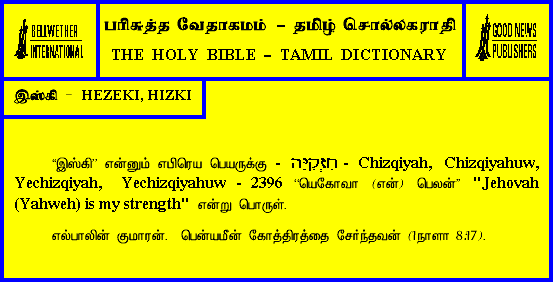 BELLWETHER
INTERNATIONAL
பரிசுத்த வேதாகமம் – தமிழ் சொல்லகராதி
THE HOLY BIBLE – TAMIL DICTIONARY
GOOD NEWS
PUBLISHERS
இஸ்கி – HEZEKI, HIZKI
“இஸ்கி” என்னும் எபிரெய பெயருக்கு - חִזְקִיָּה - Chizqiyah, Chizqiyahuw,
Yechizqiyah, Yechizqiyahuw - 2396 “யெகோவா (என்) பெலன்” "Jehovah
(Yahweh) is my strength" என்று பொருள்.
எல்பாலின் குமாரன். பென்யமீன் கோத்திரத்தை சேர்ந்தவன் (1நாளா 8:17).